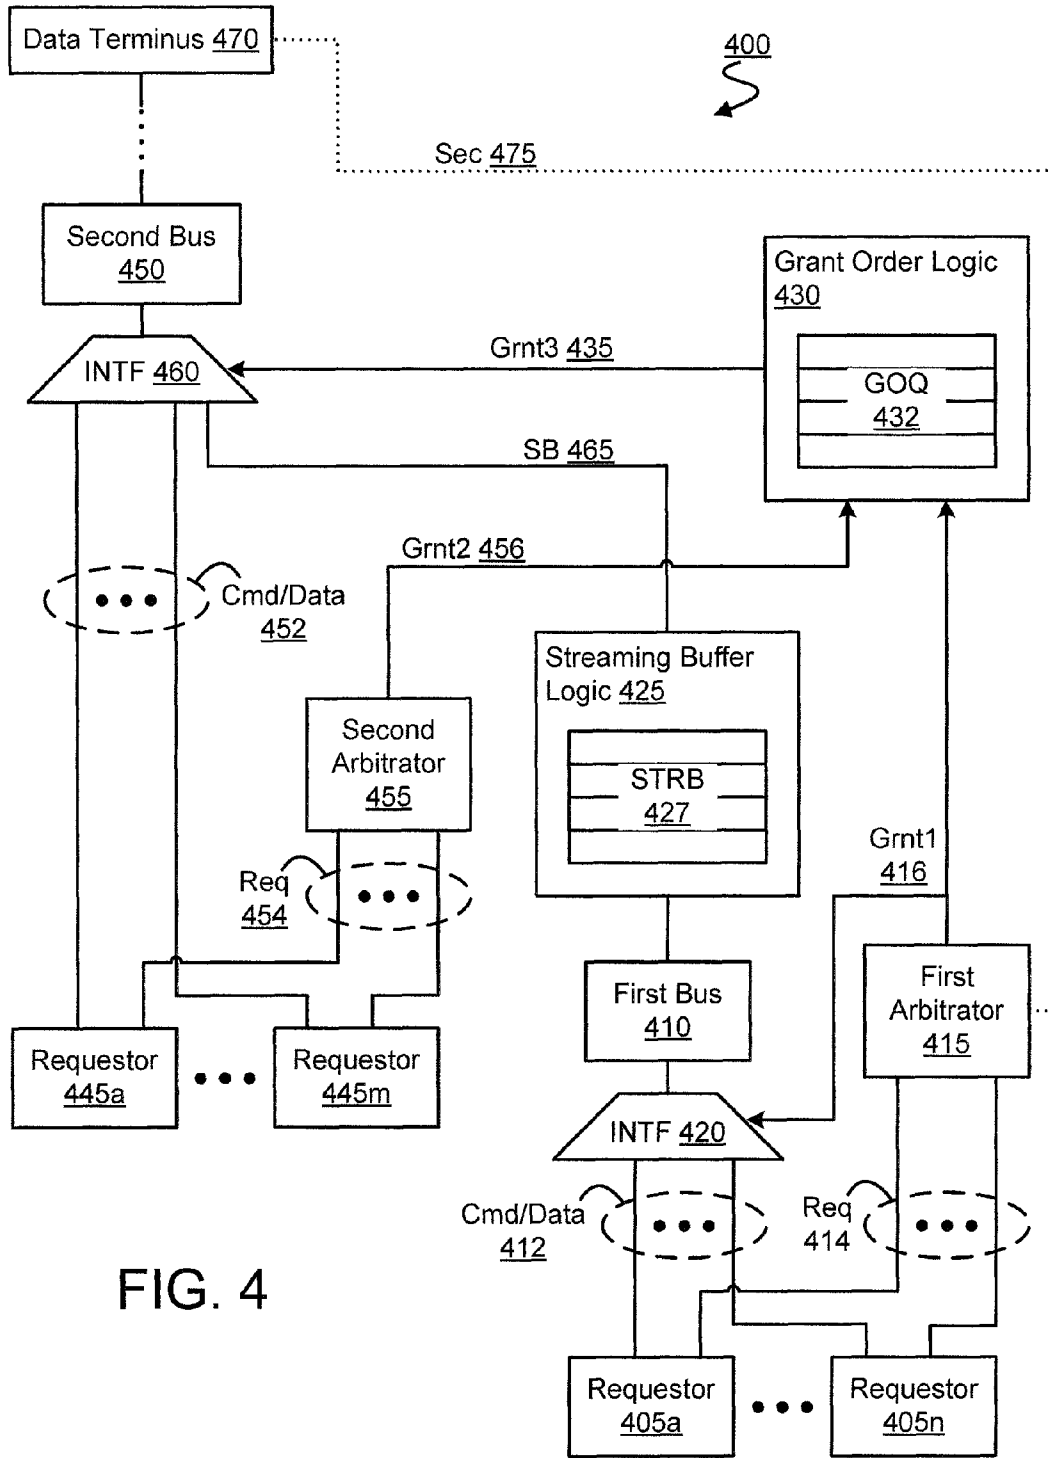 Data Terminus 470
400
Sec 475
Second Bus
450
Grant Order Logic
430
Grnt3 435
INTF 460
GOQ
432
SB 465
Grnt2 456
Cmd/Data
452
Streaming Buffer
Logic 425
Second
Arbitrator
455
STRB
427
Grnt1
416
Req
454
First Bus
410
First
Arbitrator
415
Requestor
445a
Requestor
445m
INTF 420
Cmd/Data
412
Req
414
FIG. 4
Requestor
405a
Requestor
405n